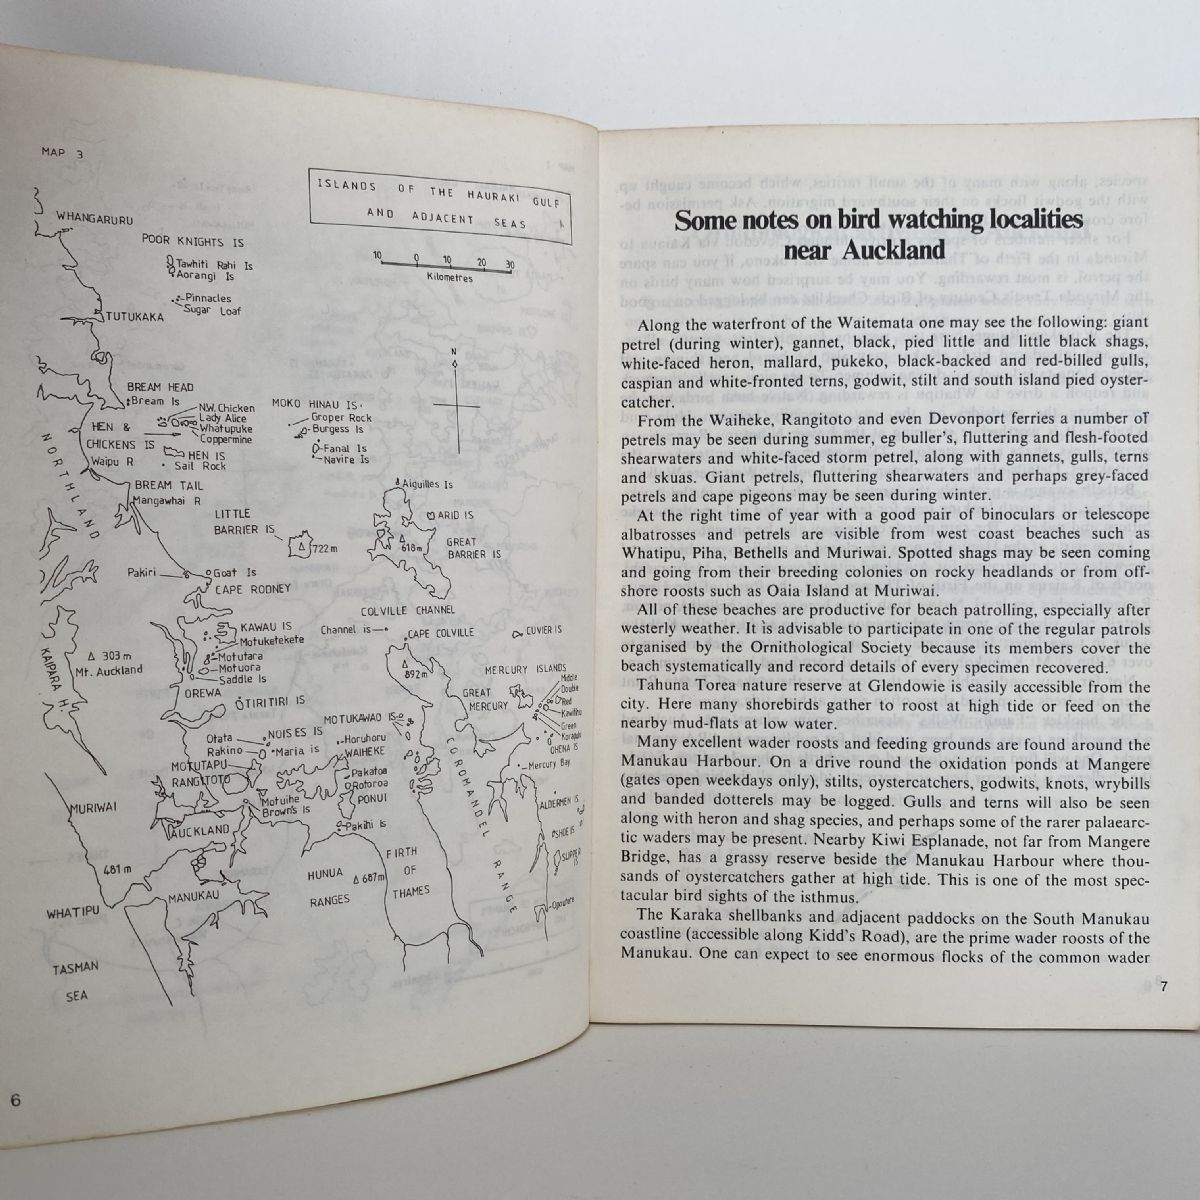 MAP 3
ISLANDS OF THE HAURAKI GULF
AND ADJACENT SEAS
10 0 10 20 30
Kilometres
N
WHANGARURU
POOR KNIGHTS IS
Tawhiti Rahi Is
Aorangi Is
Pinnacles
Sugar Loaf
TUTUKAKA
BREAM HEAD
Bream Is
N.W. Chicken
Lady Alice
Whatupuke
Coppermine
HEN &
CHICKENS IS
HEN IS
Sail Rock
Waipu R
MOKO HINAU IS
Groper Rock
Burgess Is
Fanal Is
Navire Is
NORTHLAND
BREAM TAIL
Mangawhai R
LITTLE
BARRIER IS
722 m
Aiguilles Is
ARID IS
618 m
GREAT
BARRIER IS
Pakiri
Goat Is
CAPE RODNEY
COLVILLE CHANNEL
KAWAU IS
Motuketekete
Motutara
Motuora
Saddle Is
Channel is
CAPE COLVILLE
CUVIER IS
KAIPARA H.
303 m
Mt. Auckland
892m
MERCURY ISLANDS
GREAT
MERCURY
Middle
Double
Red
Kawitihu
Green
Korapuki
OHENA IS
OREWA
TIRITIRI IS
MOTUKAWAO IS
Otata
NOISES IS
Rakino
Maria is
Horuhoru
WAIHEKE
MOTUTAPU
RANGITOTO
Pakatoa
Rotoroa
PONUI
Motuihe
Brown's Is
Pakihi Is
COROMANDEL RANGE
Mercury Bay
ALDERMEN IS
SHOE IS
SLIPPER
Opoutere
MURIWAI
AUCKLAND
481 m
MANUKAU
WHATIPU
HUNUA
RANGES
687m
FIRTH
OF
THAMES
TASMAN
SEA
6
Some notes on bird watching localities
near Auckland
Along the waterfront of the Waitemata one may see the following: giant
petrel (during winter), gannet, black, pied little and little black shags,
white-faced heron, mallard, pukeko, black-backed and red-billed gulls,
caspian and white-fronted terns, godwit, stilt and south island pied oyster-
catcher.
From the Waiheke, Rangitoto and even Devonport ferries a number of
petrels may be seen during summer, eg buller's, fluttering and flesh-footed
shearwaters and white-faced storm petrel, along with gannets, gulls, terns
and skuas. Giant petrels, fluttering shearwaters and perhaps grey-faced
petrels and cape pigeons may be seen during winter.
At the right time of year with a good pair of binoculars or telescope
albatrosses and petrels are visible from west coast beaches such as
Whatipu, Piha, Bethells and Muriwai. Spotted shags may be seen coming
and going from their breeding colonies on rocky headlands or from off-
shore roosts such as Oaia Island at Muriwai.
All of these beaches are productive for beach patrolling, especially after
westerly weather. It is advisable to participate in one of the regular patrols
organised by the Ornithological Society because its members cover the
beach systematically and record details of every specimen recovered.
Tahuna Torea nature reserve at Glendowie is easily accessible from the
city. Here many shorebirds gather to roost at high tide or feed on the
nearby mud-flats at low water.
Many excellent wader roosts and feeding grounds are found around the
Manukau Harbour. On a drive round the oxidation ponds at Mangere
(gates open weekdays only), stilts, oystercatchers, godwits, knots, wrybills
and banded dotterels may be logged. Gulls and terns will also be seen
along with heron and shag species, and perhaps some of the rarer palaearc-
tic waders may be present. Nearby Kiwi Esplanade, not far from Mangere
Bridge, has a grassy reserve beside the Manukau Harbour where thou-
sands of oystercatchers gather at high tide. This is one of the most spec-
tacular bird sights of the isthmus.
The Karaka shellbanks and adjacent paddocks on the South Manukau
coastline (accessible along Kidd's Road), are the prime wader roosts of the
Manukau. One can expect to see enormous flocks of the common wader
7